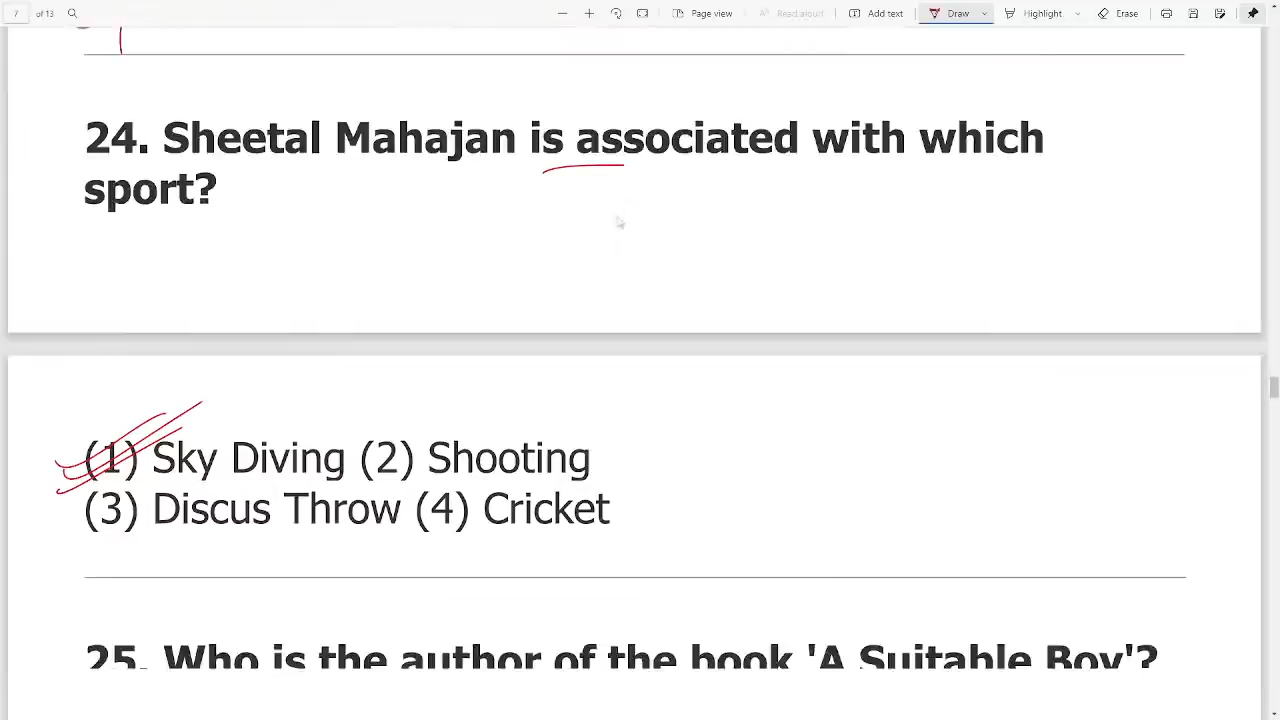 7 of 13 Page view Read aloud Add text Draw Highlight Erase
24. Sheetal Mahajan is associated with which
sport?
(1) Sky Diving (2) Shooting
(3) Discus Throw (4) Cricket
25. Who is the author of the book 'A Suitable Boy'?